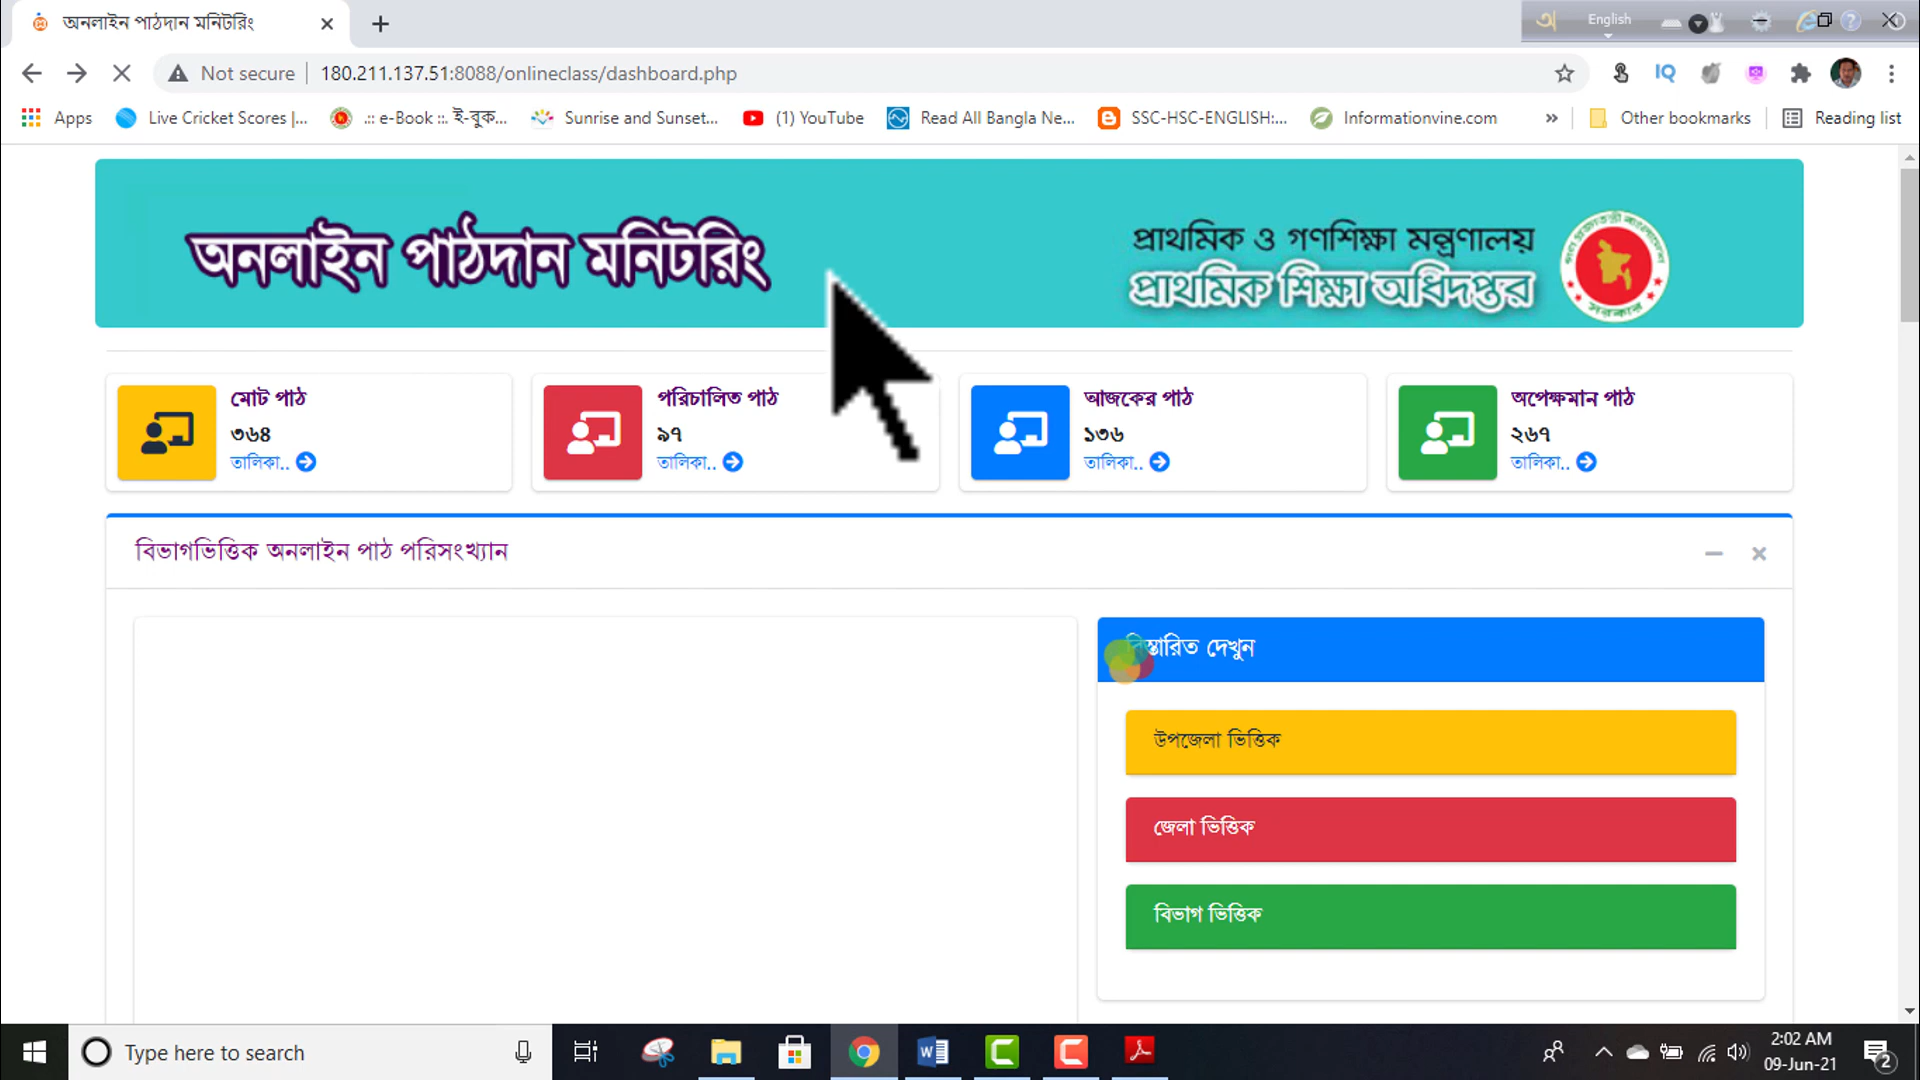 অনলাইন পাঠদান মনিটরিং
অ English
Not secure 180.211.137.51:8088/onlineclass/dashboard.php
Apps Live Cricket Scores |... .:: e-Book ::. ই-বুক... Sunrise and Sunset... (1) YouTube Read All Bangla Ne... SSC-HSC-ENGLISH:... Informationvine.com » Other bookmarks Reading list
অনলাইন পাঠদান মনিটরিং
প্রাথমিক ও গণশিক্ষা মন্ত্রণালয়
প্রাথমিক শিক্ষা অধিদপ্তর
মোট পাঠ
৩৬৪
তালিকা..
পরিচালিত পাঠ
৯৭
তালিকা..
আজকের পাঠ
১৩৬
তালিকা..
অপেক্ষমান পাঠ
২৬৭
তালিকা..
বিভাগভিত্তিক অনলাইন পাঠ পরিসংখ্যান
বিস্তারিত দেখুন
উপজেলা ভিত্তিক
জেলা ভিত্তিক
বিভাগ ভিত্তিক
Type here to search
2:02 AM
09-Jun-21
2